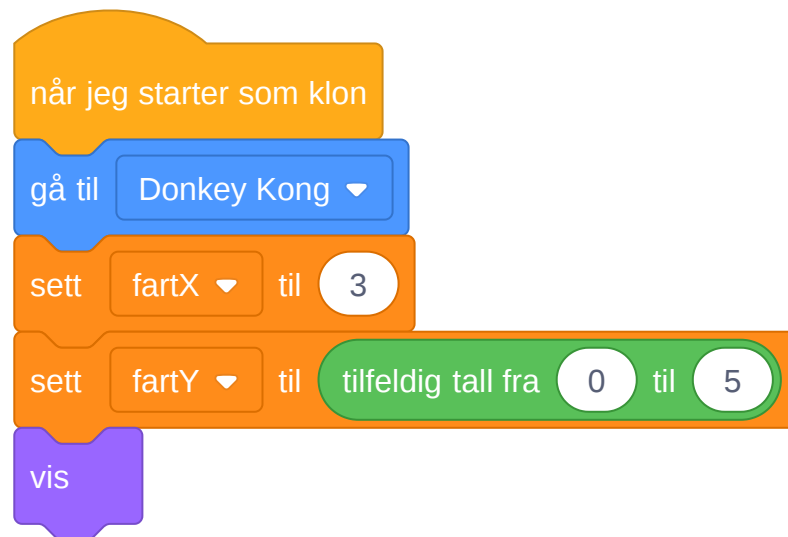 når jeg starter som klon
gå til Donkey Kong
sett fartX til 3
sett fartY til tilfeldig tall fra 0 til 5
vis